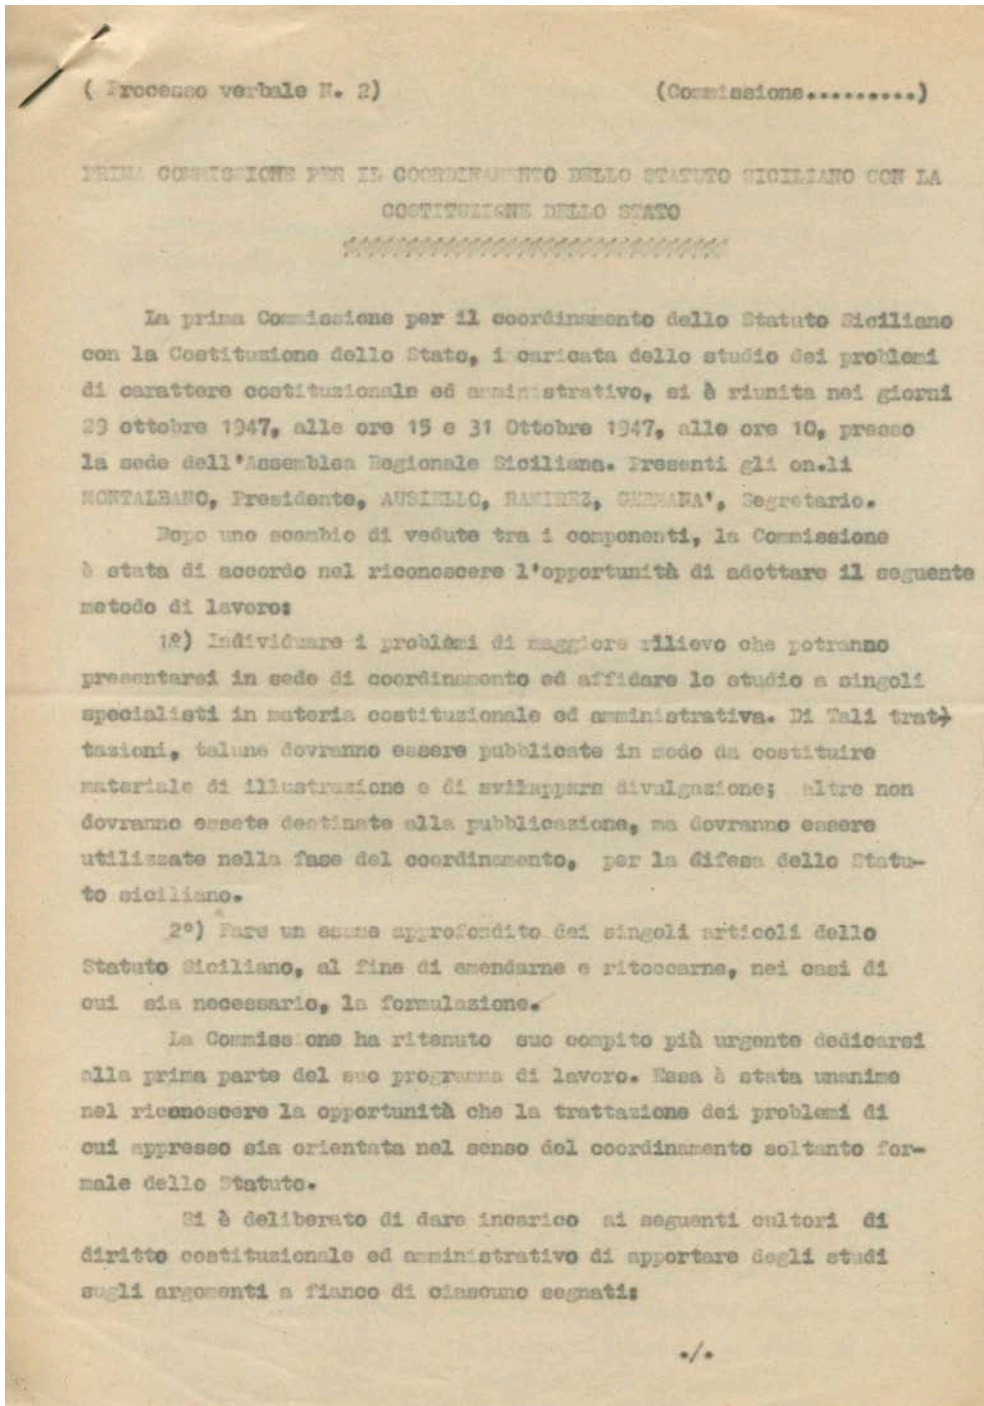 ( Processo verbale N. 2)
(Commissione..........)
PRIMA COMMISSIONE PER IL COORDINAMENTO DELLO STATUTO SICILIANO CON LA
COSTITUZIONE DELLO STATO
La prima Commissione per il coordinamento dello Statuto Siciliano
con la Costituzione dello Stato, i caricata dello studio dei problemi
di carattere costituzionale ed amministrativo, si è riunita nei giorni
29 ottobre 1947, alle ore 15 e 31 Ottobre 1947, alle ore 10, presso
la sede dell'Assemblea Regionale Siciliana. Presenti gli on.li
MONTALBANO, Presidente, AUSIELLO, RAMIREZ, GERMANA', Segretario.
Dopo uno scambio di vedute tra i componenti, la Commissione
è stata di accordo nel riconoscere l'opportunità di adottare il seguente
metodo di lavoro:
1º) Individuare i problèmi di maggiore rilievo che potranno
presentarsi in sede di coordinamento ed affidare lo studio a singoli
specialisti in materia costituzionale ed amministrativa. Di Tali trat-
tazioni, talune dovranno essere pubblicate in modo da costituire
materiale di illustrazione e di svilappare divulgazione; altre non
dovranno essete destinate alla pubblicazione, ma dovranno essere
utilizzate nella fase del coordinamento, per la difesa dello Statu-
to siciliano.
2º) Fare un esame approfondito dei singoli articoli dello
Statuto Siciliano, al fine di emendarne e ritoccarne, nei casi di
cui sia necessario, la formulazione.
La Commiss one ha ritenuto suo compito più urgente dedicarsi
alla prima parte del suo programma di lavoro. Essa è stata unanime
nel riconoscere la opportunità che la trattazione dei problemi di
cui appresso sia orientata nel senso del coordinamento soltanto for-
male dello Statuto.
Si è deliberato di dare incarico ai seguenti cultori di
diritto costituzionale ed amministrativo di apportare degli studi
sugli argomenti a fianco di ciascuno segnati:
./.